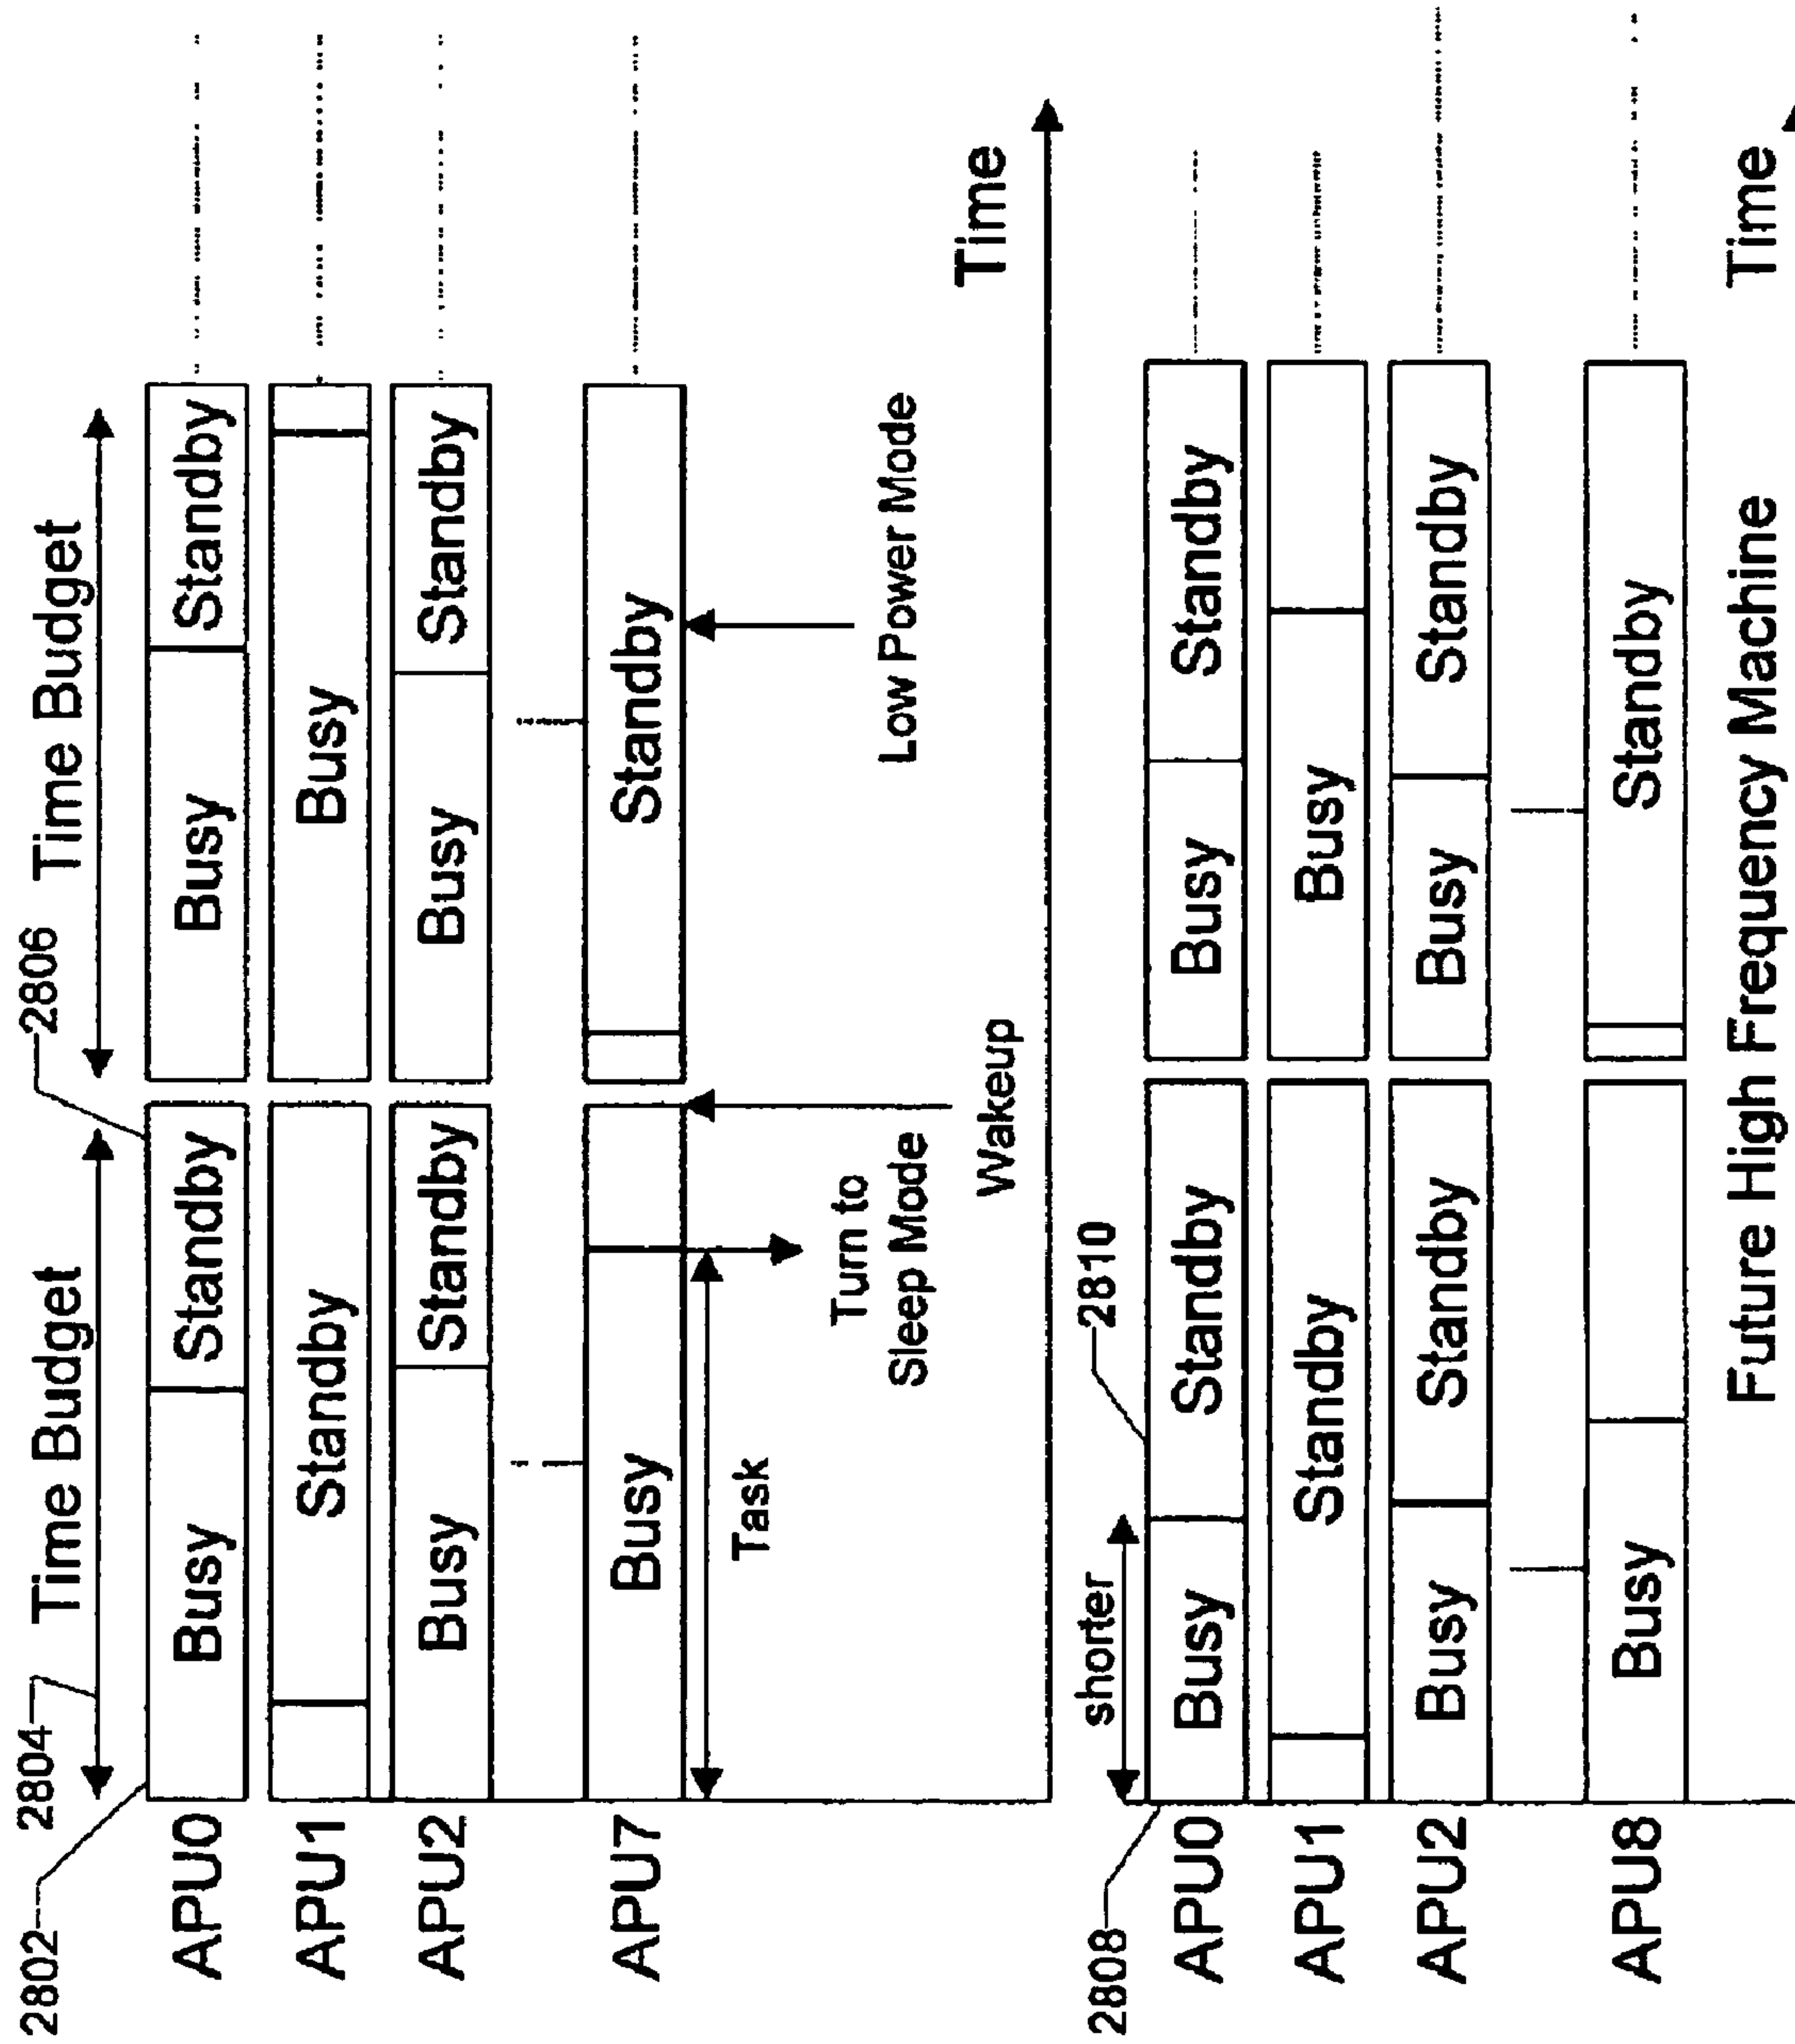 2804
2806
Time Budget
Time Budget
2802
APU0
Busy
Standby
Busy
Standby
APU1
Standby
Busy
APU2
Busy
Standby
Busy
Standby
APU7
Busy
Standby
Task
Turn to
Sleep Mode
Low Power Mode
Wakeup
Time
shorter
2810
2808
APU0
Busy
Standby
Busy
Standby
APU1
Standby
Busy
APU2
Busy
Standby
Busy
Standby
APU8
Busy
Standby
Future High Frequency Machine
Time